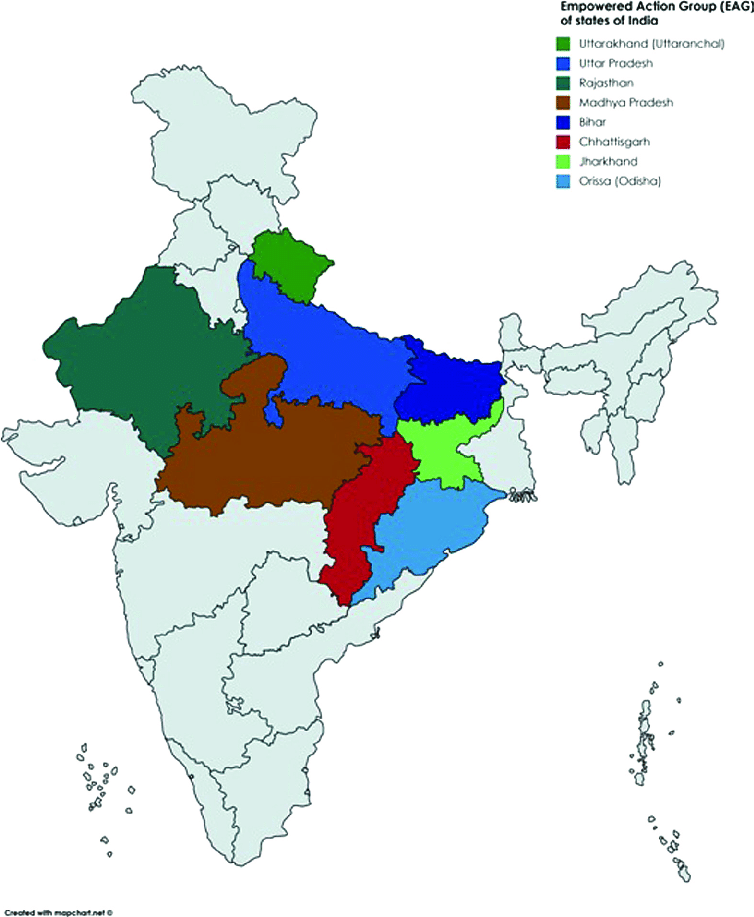 Empowered Action Group (EAG)
of states of India
Uttarakhand (Uttaranchal)
Uttar Pradesh
Rajasthan
Madhya Pradesh
Bihar
Chhattisgarh
Jharkhand
Orissa (Odisha)
Created with mapchart.net ©